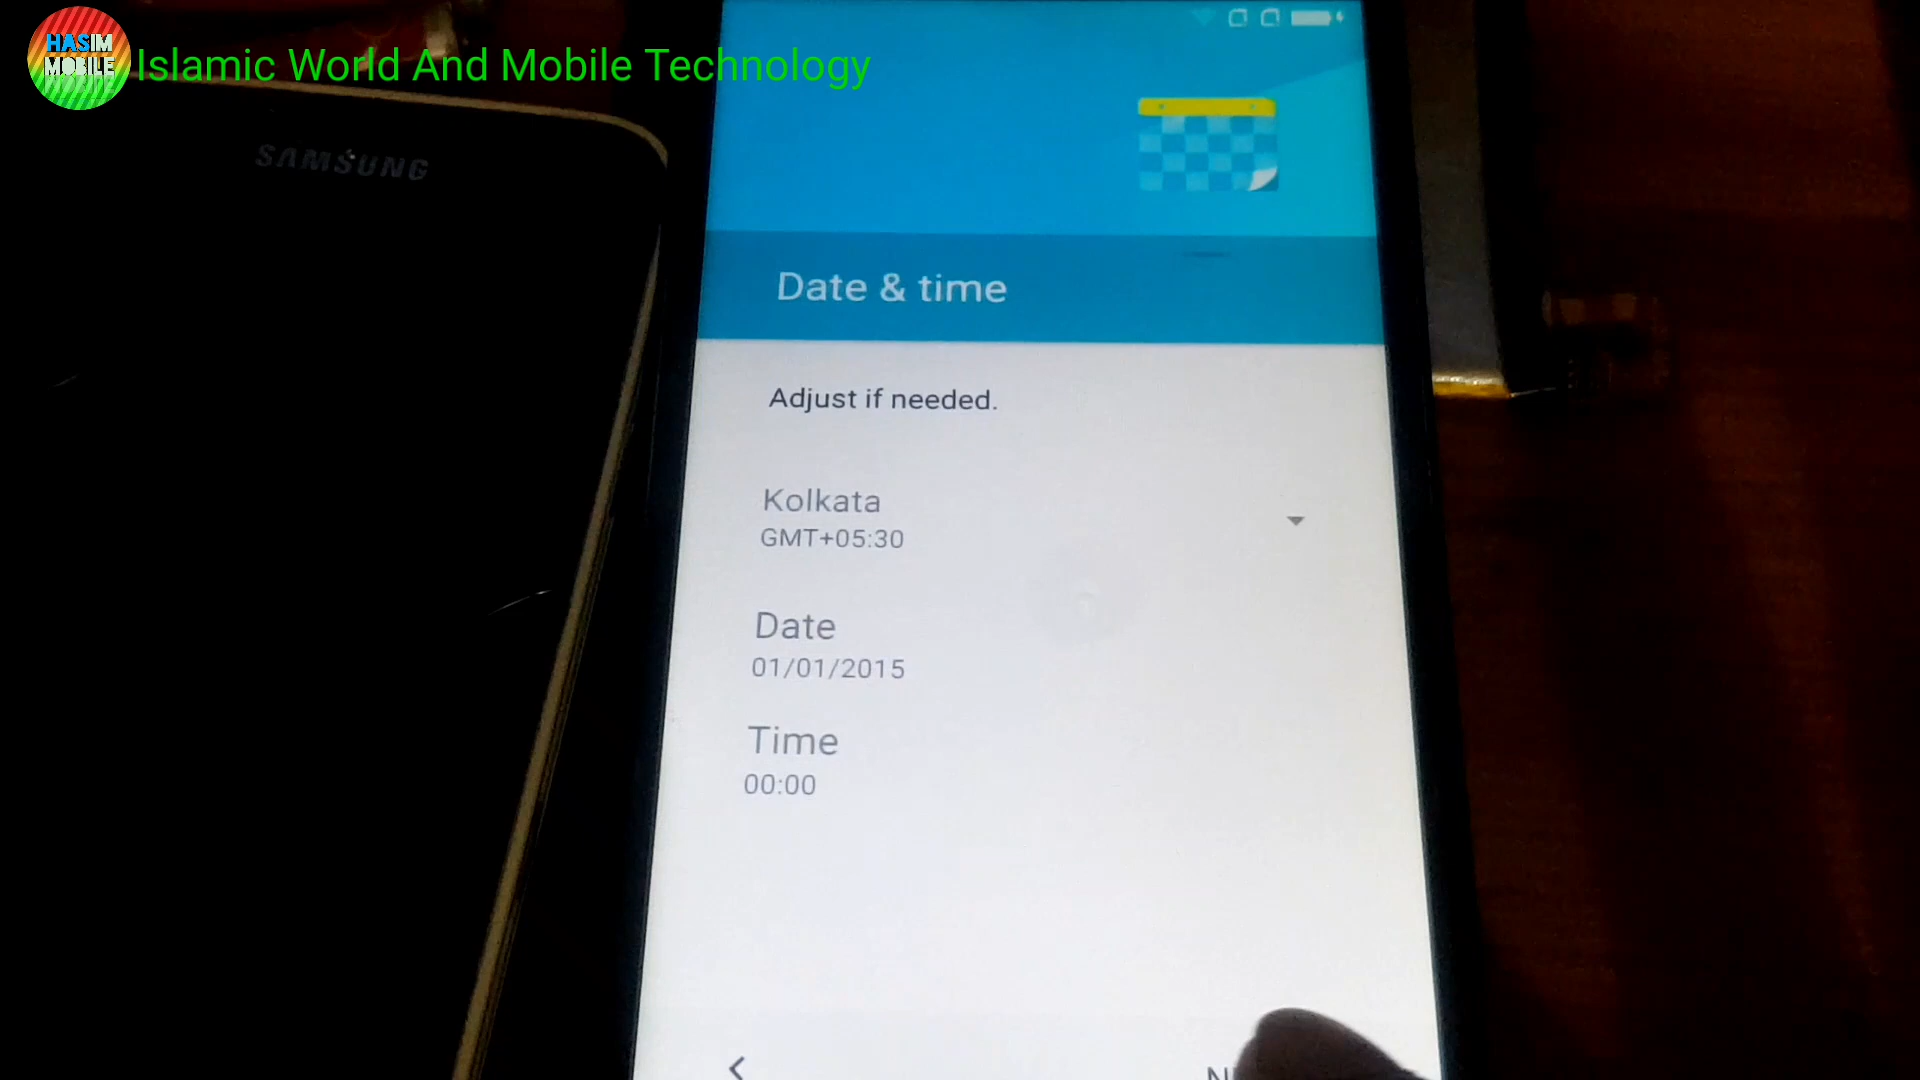 HASIM
MOBILE
Islamic World And Mobile Technology
SAMSUNG
Date & time
Adjust if needed.
Kolkata
GMT+05:30
Date
01/01/2015
Time
00:00